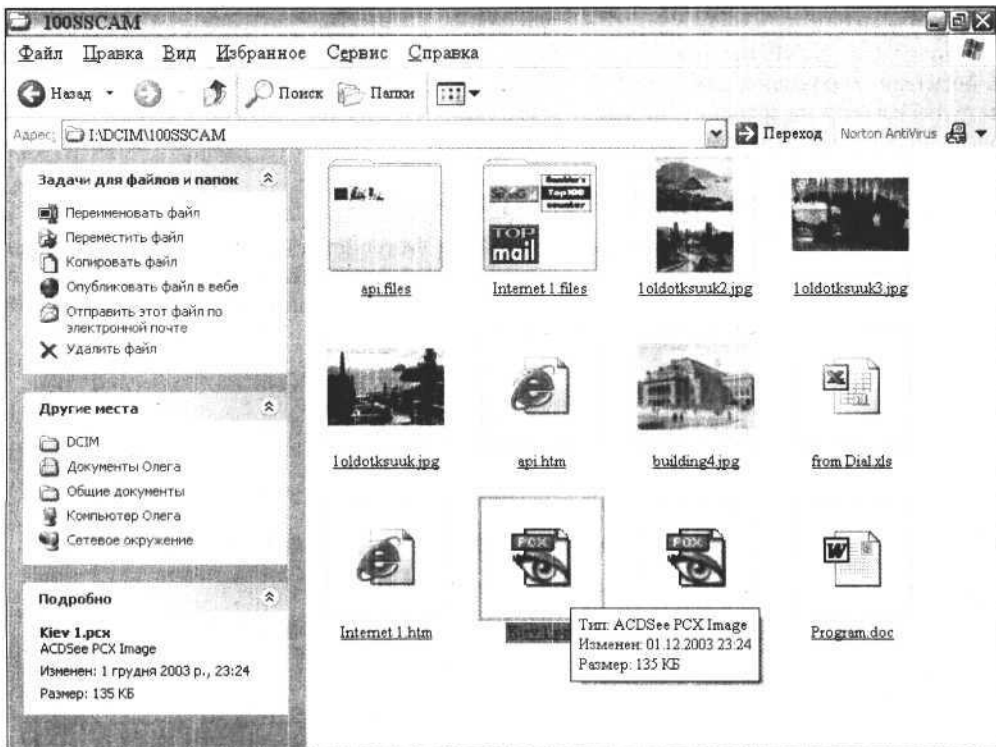 100SSCAM
Файл Правка Вид Избранное Сервис Справка
Назад Поиск Папки
Адрес: I:\DCIM\100SSCAM Переход Norton AntiVirus
Задачи для файлов и папок
Переименовать файл
Переместить файл
Копировать файл
Опубликовать файл в вебе
Отправить этот файл по
электронной почте
Удалить файл
Другие места
DCIM
Документы Олега
Общие документы
Компьютер Олега
Сетевое окружение
Подробно
Kiev 1.pcx
ACDSee PCX Image
Изменен: 1 грудня 2003 р., 23:24
Размер: 135 КБ
Rambler's
Top100
counter
TOP
mail
api.files Internet 1.files 1oldotksuuk2.jpg 1oldotksuuk3.jpg
1oldotksuuk.jpg api.htm building4.jpg from Dial.xls
PCX PCX
Internet 1.htm Program.doc
Тип: ACDSee PCX Image
Изменен: 01.12.2003 23:24
Размер: 135 КБ